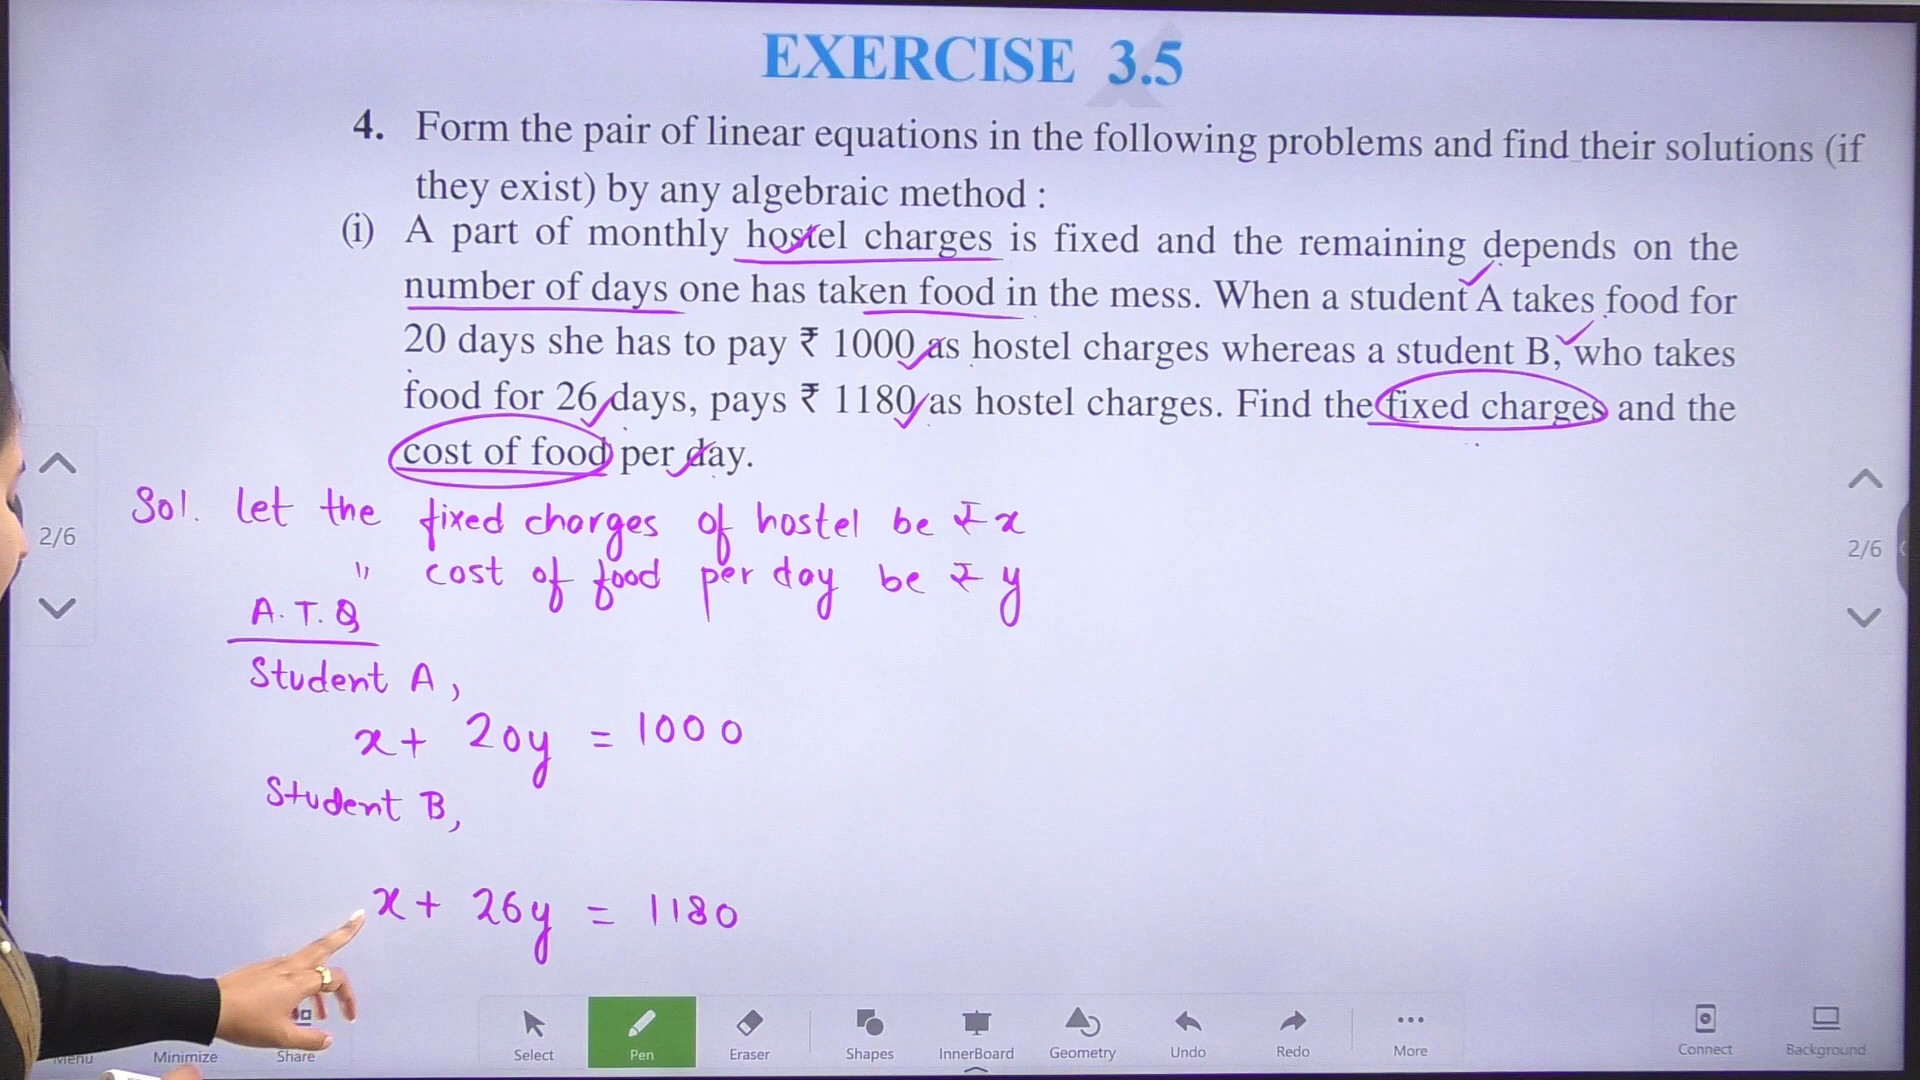 EXERCISE 3.5
4. Form the pair of linear equations in the following problems and find their solutions (if
they exist) by any algebraic method :
(i) A part of monthly hostel charges is fixed and the remaining depends on the
number of days one has taken food in the mess. When a student A takes food for
20 days she has to pay ₹ 1000 as hostel charges whereas a student B, who takes
food for 26 days, pays ₹ 1180 as hostel charges. Find the fixed charges and the
cost of food per day.
Sol. let the fixed charges of hostel be ₹ x
" cost of food per day be ₹ y
A.T.Q
Student A,
x + 20y = 1000
Student B,
x + 26y = 1180
2/6
2/6
Menu Minimize Share Select Pen Eraser Shapes InnerBoard Geometry Undo Redo More Connect Background